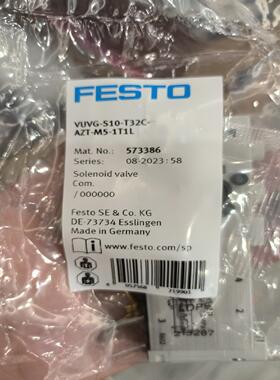 FESTO
VUVG-S10-T32C-
AZT-M5-1T1L
Mat. No.: 573386
Series: 08-2023 : 58
Solenoid valve
Com.
/ 000000
Festo SE & Co. KG
DE-73734 Esslingen
Made in Germany
www.festo.com/sp